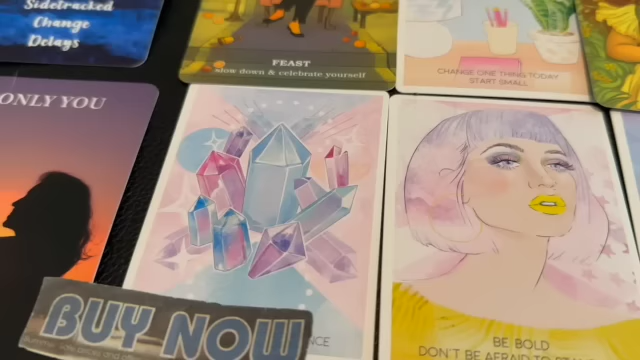 Sidetracked
Change
Delays
FEAST
Slow down & celebrate yourself
CHANGE ONE THING TODAY
START SMALL
ONLY YOU
BUY NOW
BE BOLD
DON'T BE AFRAID TO